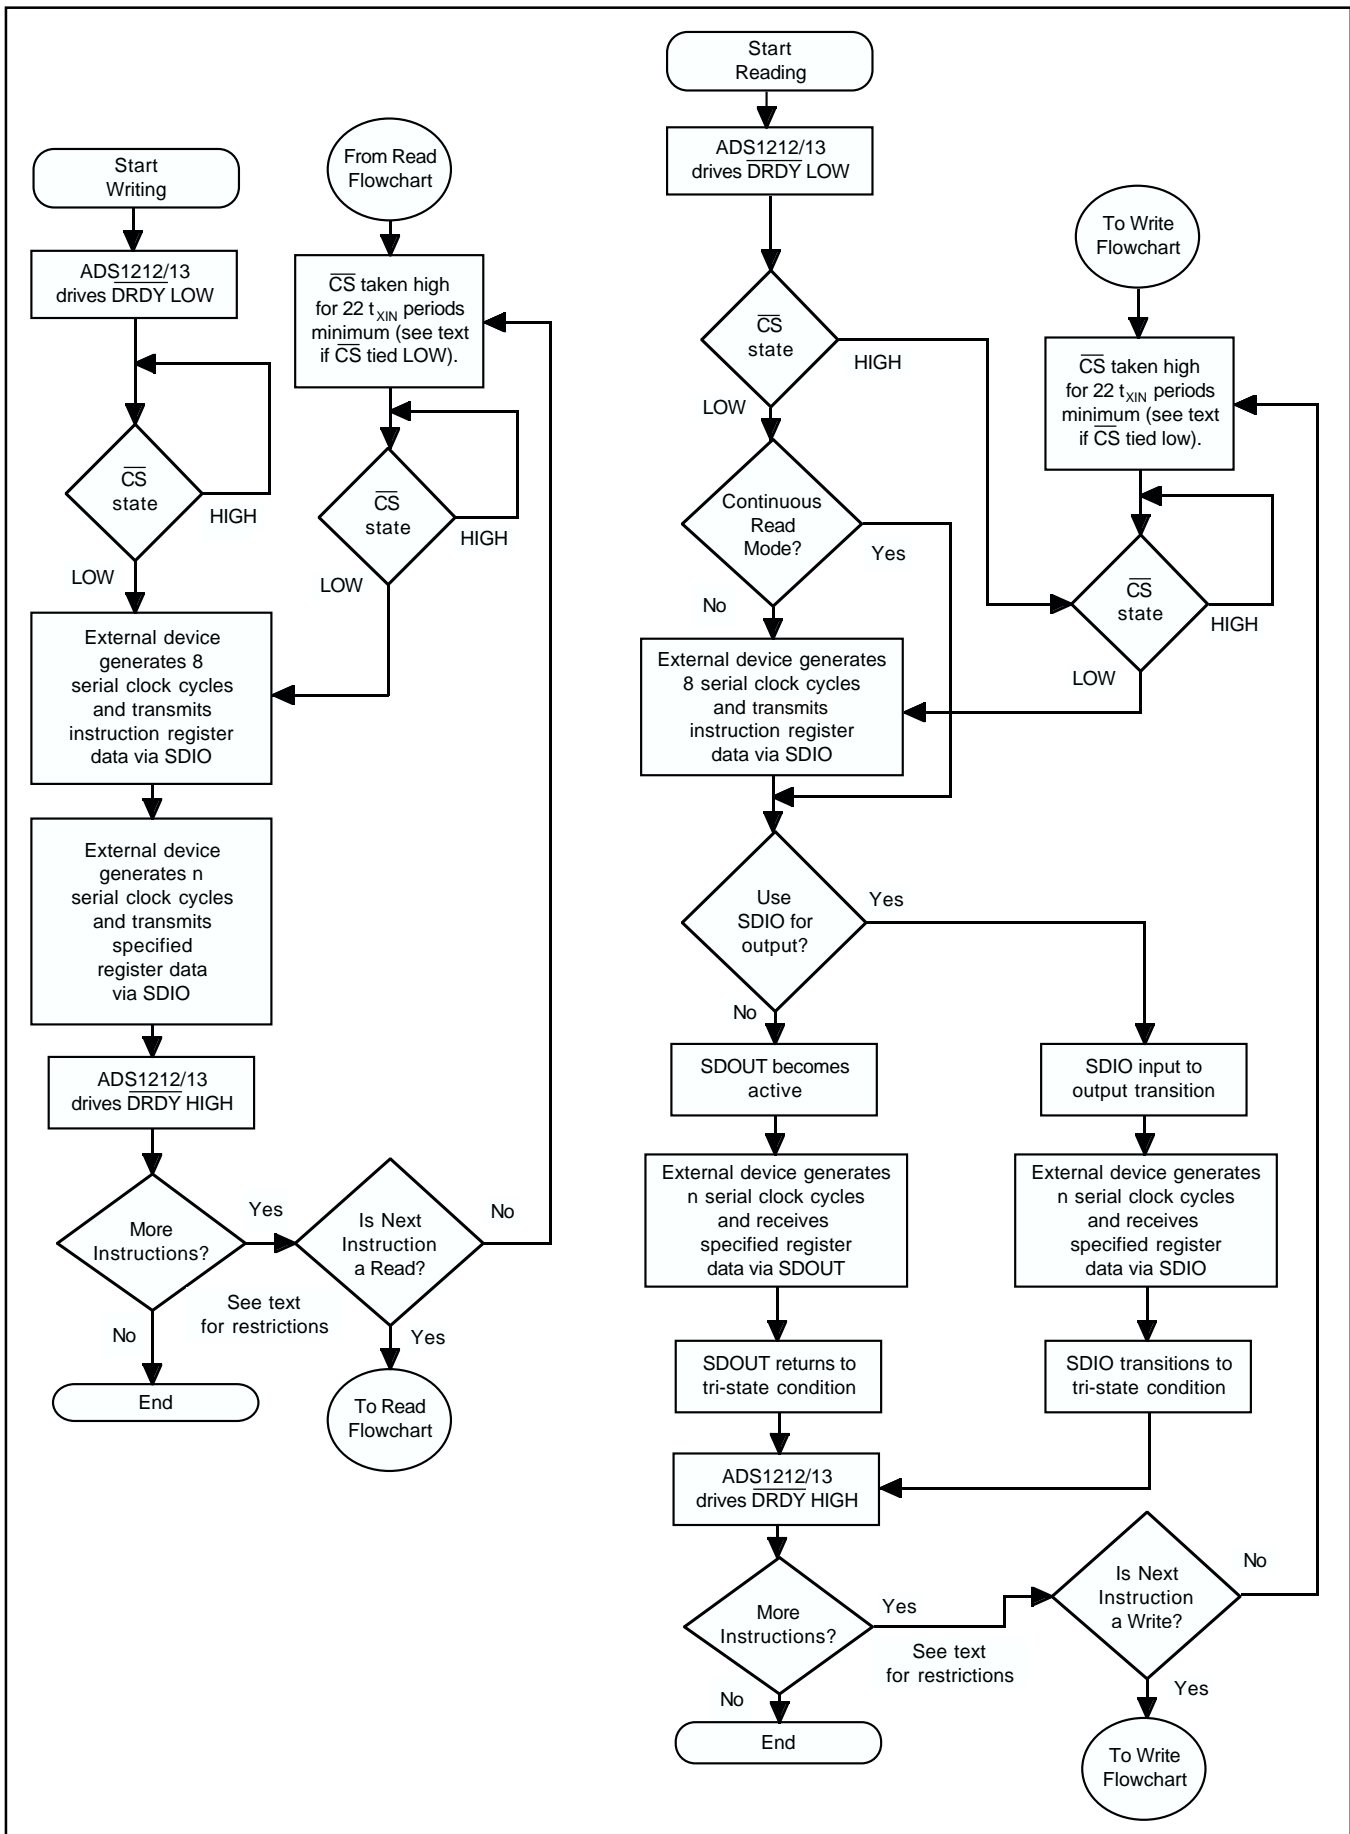 Start
Writing
ADS1212/13
drives DRDY LOW
CS
state
HIGH
LOW
External device
generates 8
serial clock cycles
and transmits
instruction register
data via SDIO
External device
generates n
serial clock cycles
and transmits
specified
register data
via SDIO
ADS1212/13
drives DRDY HIGH
More
Instructions?
Yes
See text
for restrictions
No
End
From Read
Flowchart
CS taken high
for 22 tXIN periods
minimum (see text
if CS tied LOW).
CS
state
HIGH
LOW
Is Next
Instruction
a Read?
No
Yes
To Read
Flowchart
Start
Reading
ADS1212/13
drives DRDY LOW
CS
state
HIGH
LOW
Continuous
Read
Mode?
Yes
No
External device generates
8 serial clock cycles
and transmits
instruction register
data via SDIO
Use
SDIO for
output?
Yes
No
SDOUT becomes
active
External device generates
n serial clock cycles
and receives
specified register
data via SDOUT
SDOUT returns to
tri-state condition
ADS1212/13
drives DRDY HIGH
More
Instructions?
Yes
See text
for restrictions
No
End
To Write
Flowchart
CS taken high
for 22 tXIN periods
minimum (see text
if CS tied low).
CS
state
HIGH
LOW
SDIO input to
output transition
External device generates
n serial clock cycles
and receives
specified register
data via SDIO
SDIO transitions to
tri-state condition
Is Next
Instruction
a Write?
No
Yes
To Write
Flowchart